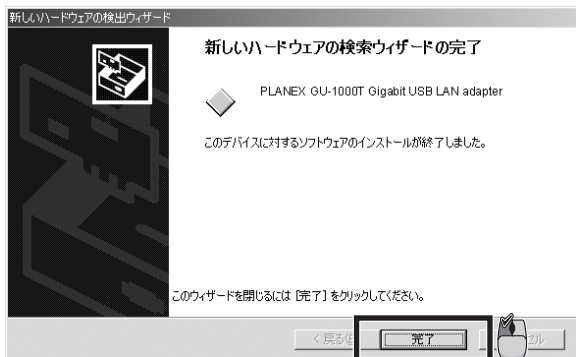 新しいハードウェアの検出ウィザード
新しいハードウェアの検索ウィザードの完了
PLANEX GU-1000T Gigabit USB LAN adapter
このデバイスに対するソフトウェアのインストールが終了しました。
このウィザードを閉じるには [完了] をクリックしてください。
< 戻る(B
完了
ル